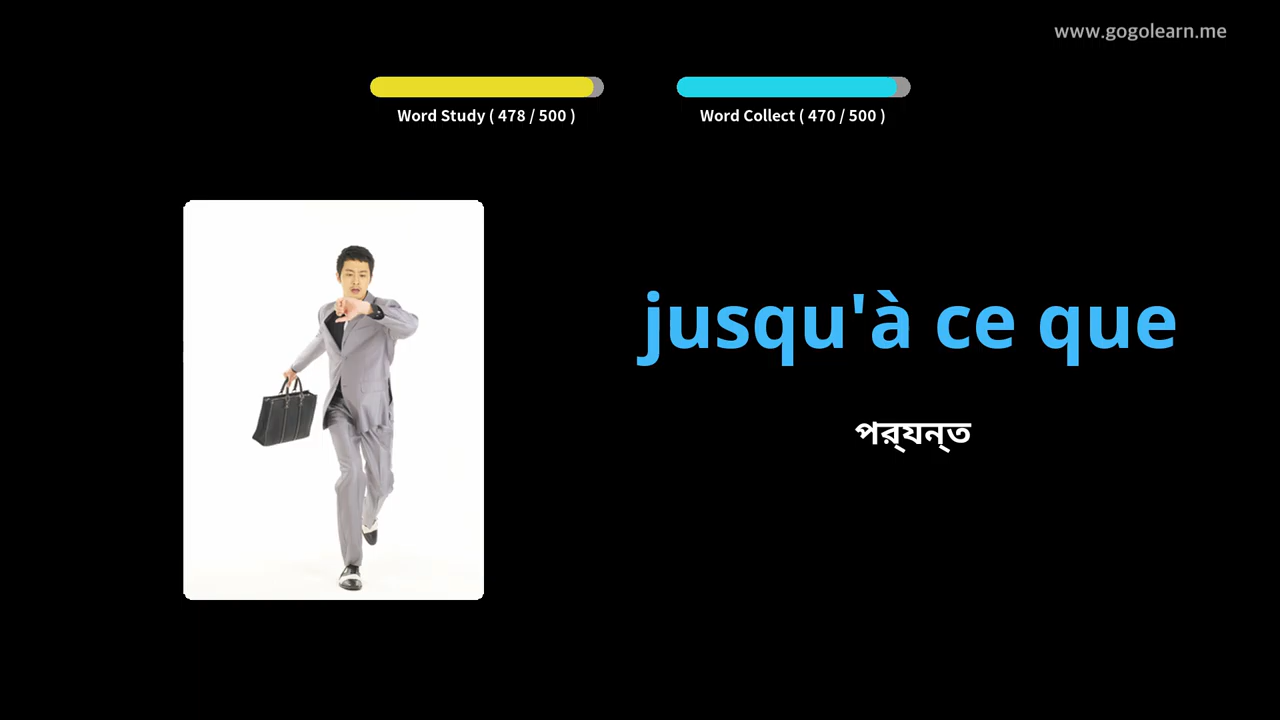 www.gogolearn.me
Word Study ( 478 / 500 )
Word Collect ( 470 / 500 )
jusqu'à ce que
পর্যন্ত